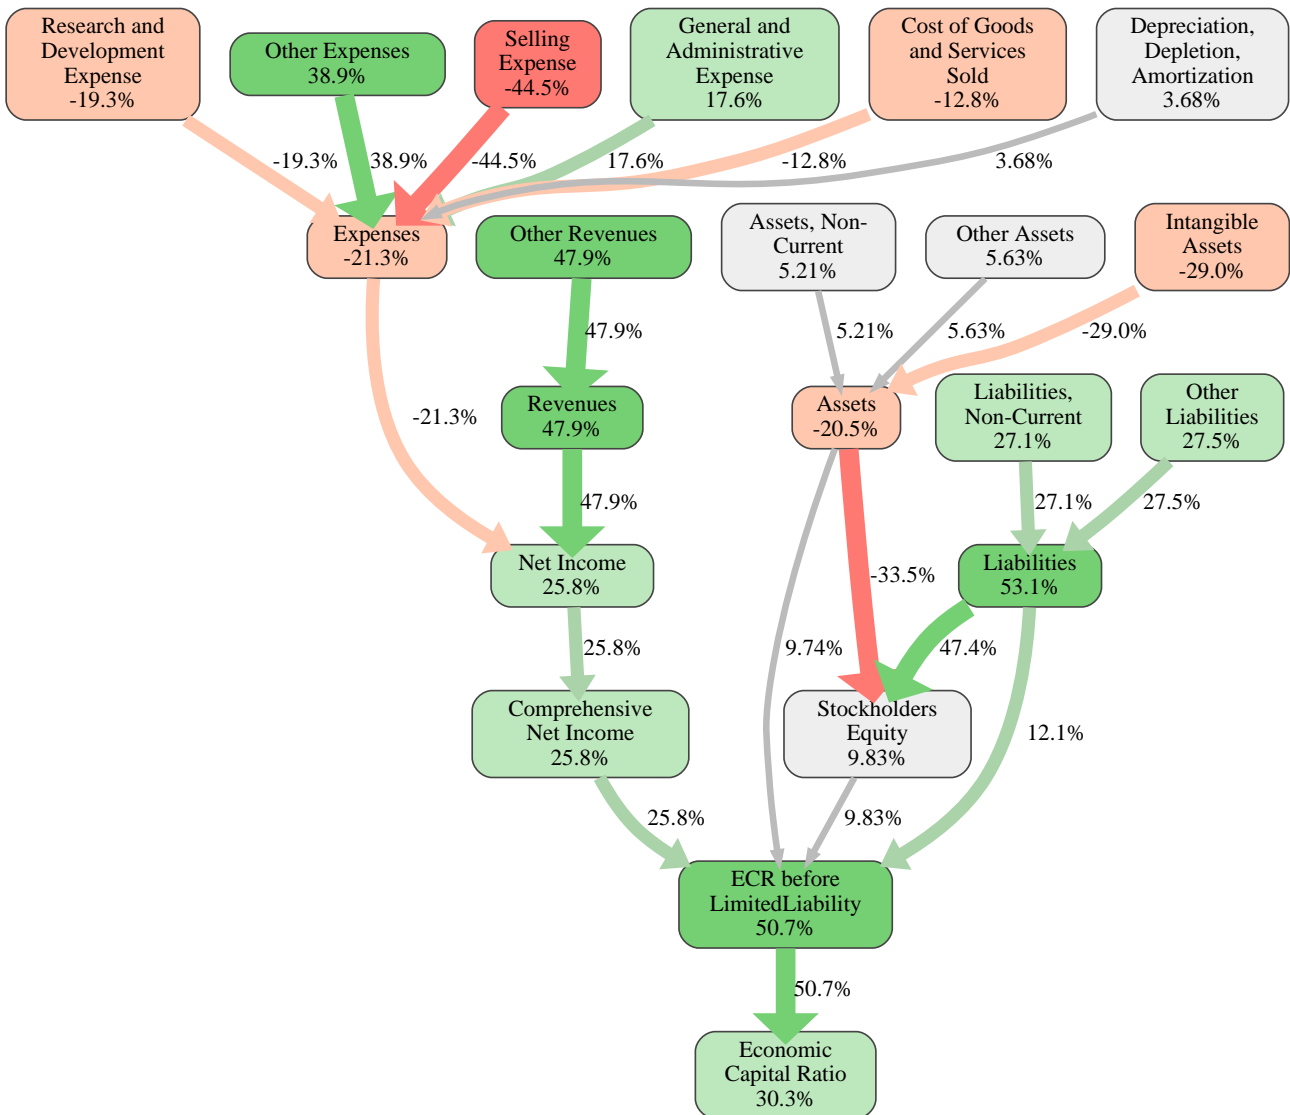 Research and
Development
Expense
-19.3%
Other Expenses
38.9%
Selling
Expense
-44.5%
General and
Administrative
Expense
17.6%
Cost of Goods
and Services
Sold
-12.8%
Depreciation,
Depletion,
Amortization
3.68%
-19.3%
38.9%
-44.5%
17.6%
-12.8%
3.68%
Expenses
-21.3%
Other Revenues
47.9%
Assets, Non-
Current
5.21%
Other Assets
5.63%
Intangible
Assets
-29.0%
47.9%
5.21%
5.63%
-29.0%
-21.3%
Revenues
47.9%
Assets
-20.5%
Liabilities,
Non-Current
27.1%
Other
Liabilities
27.5%
47.9%
27.1%
27.5%
Net Income
25.8%
-33.5%
Liabilities
53.1%
25.8%
9.74%
47.4%
Comprehensive
Net Income
25.8%
Stockholders
Equity
9.83%
12.1%
25.8%
9.83%
ECR before
LimitedLiability
50.7%
50.7%
Economic
Capital Ratio
30.3%